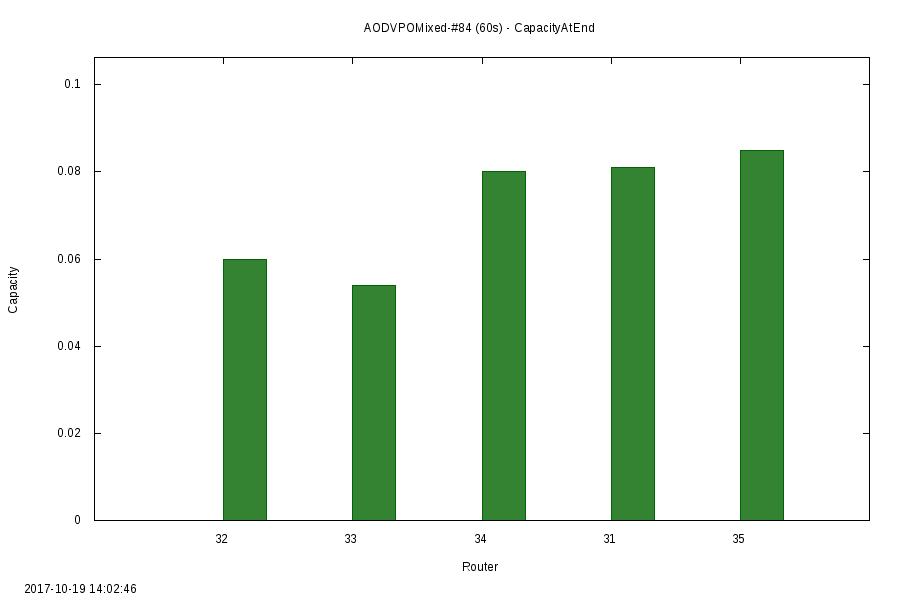 AODVPOMixed-#84 (60s) - CapacityAtEnd
0.1
0.08
0.06
0.04
0.02
0
Capacity
32 33 34 31 35
Router
2017-10-19 14:02:46